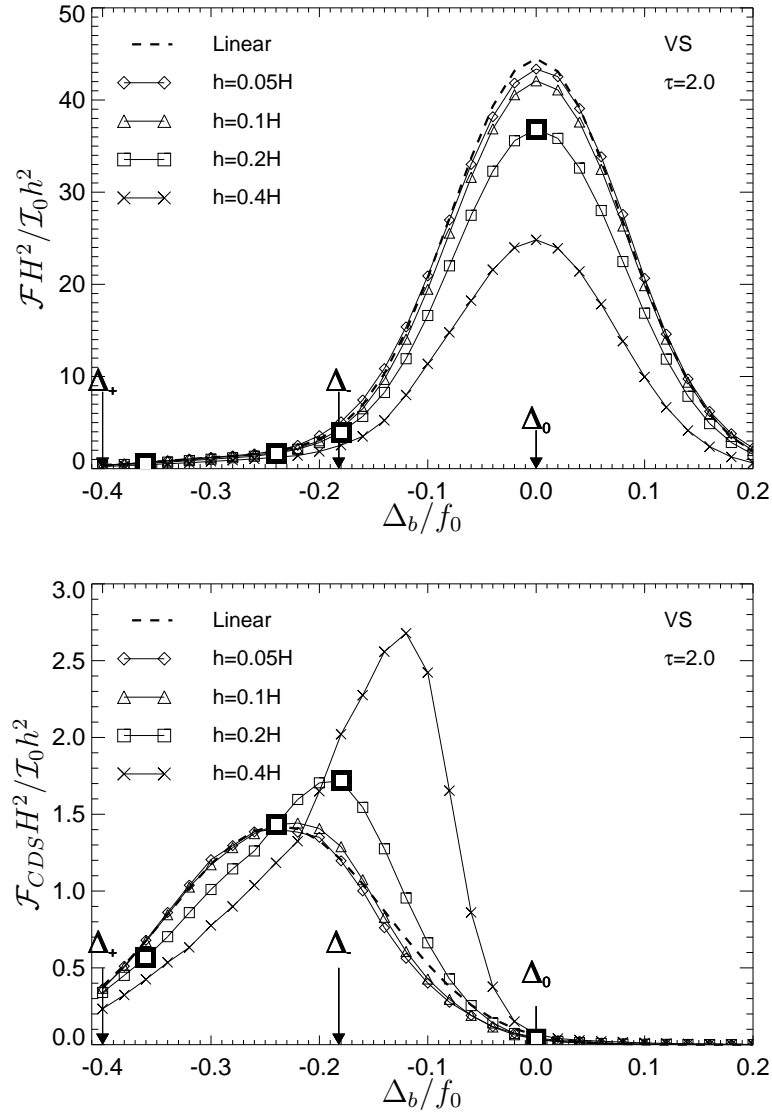 50
40
30
20
10
0
ℱH²/ℐ₀h²
Linear
h=0.05H
h=0.1H
h=0.2H
h=0.4H
VS
τ=2.0
Δ₊
Δ₋
Δ₀
-0.4 -0.3 -0.2 -0.1 0.0 0.1 0.2
Δ_b/f₀
3.0
2.5
2.0
1.5
1.0
0.5
0.0
ℱ_CDS H²/ℐ₀h²
Linear
h=0.05H
h=0.1H
h=0.2H
h=0.4H
VS
τ=2.0
Δ₊
Δ₋
Δ₀
-0.4 -0.3 -0.2 -0.1 0.0 0.1 0.2
Δ_b/f₀